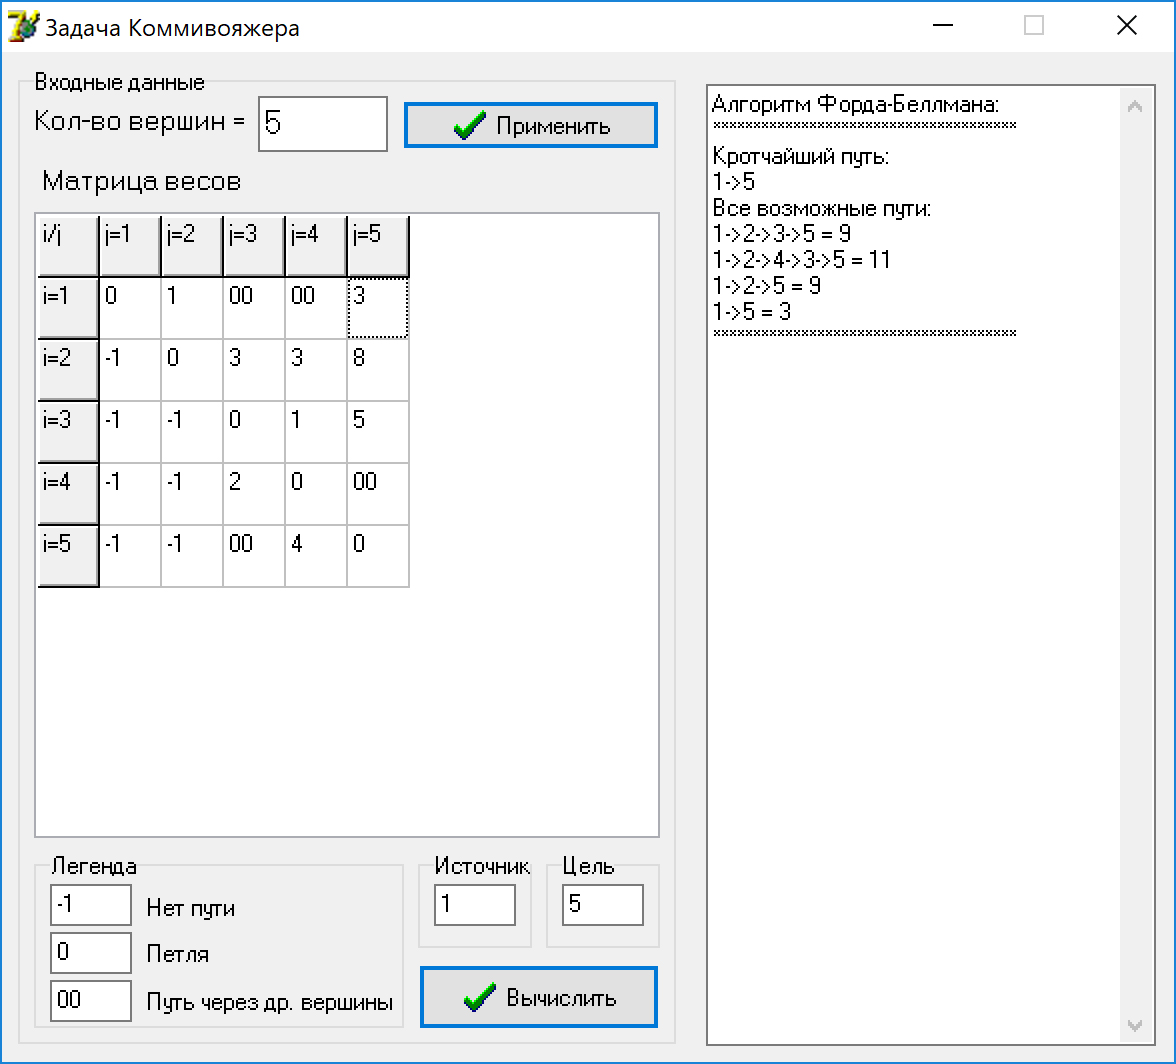 Задача Коммивояжера
Входные данные
Кол-во вершин = 5 Применить
Матрица весов
i/j j=1 j=2 j=3 j=4 j=5
i=1 0 1 00 00 3
i=2 -1 0 3 3 8
i=3 -1 -1 0 1 5
i=4 -1 -1 2 0 00
i=5 -1 -1 00 4 0
Легенда
-1 Нет пути
0 Петля
00 Путь через др. вершины
Источник
1
Цель
5
Вычислить
Алгоритм Форда-Беллмана:
Кротчайший путь:
1->5
Все возможные пути:
1->2->3->5 = 9
1->2->4->3->5 = 11
1->2->5 = 9
1->5 = 3